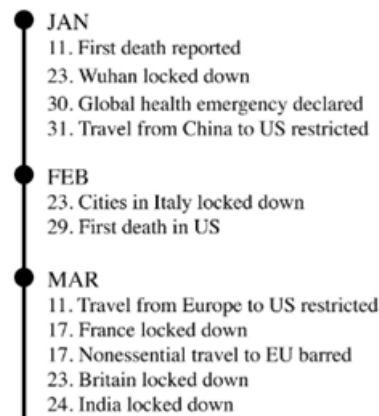 JAN
11. First death reported
23. Wuhan locked down
30. Global health emergency declared
31. Travel from China to US restricted
FEB
23. Cities in Italy locked down
29. First death in US
MAR
11. Travel from Europe to US restricted
17. France locked down
17. Nonessential travel to EU barred
23. Britain locked down
24. India locked down